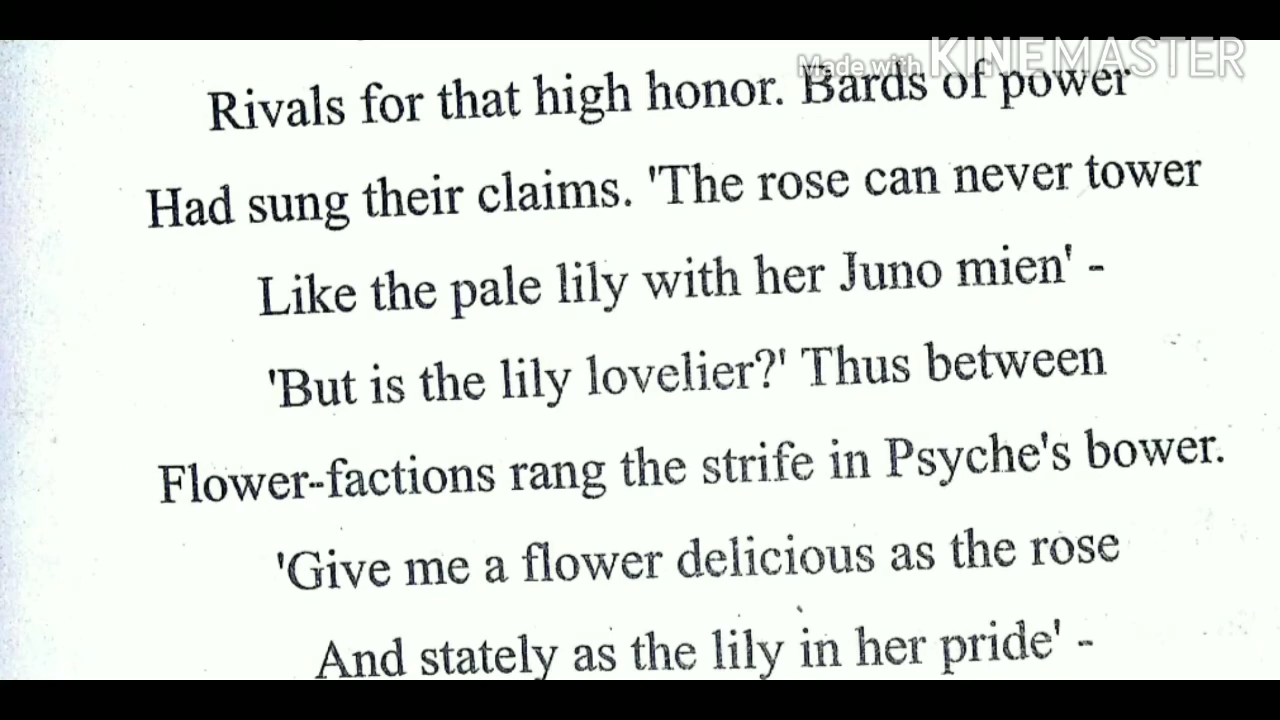 Made with KINEMASTER
Rivals for that high honor. Bards of power
Had sung their claims. 'The rose can never tower
Like the pale lily with her Juno mien' -
'But is the lily lovelier?' Thus between
Flower-factions rang the strife in Psyche's bower.
'Give me a flower delicious as the rose
And stately as the lily in her pride' -